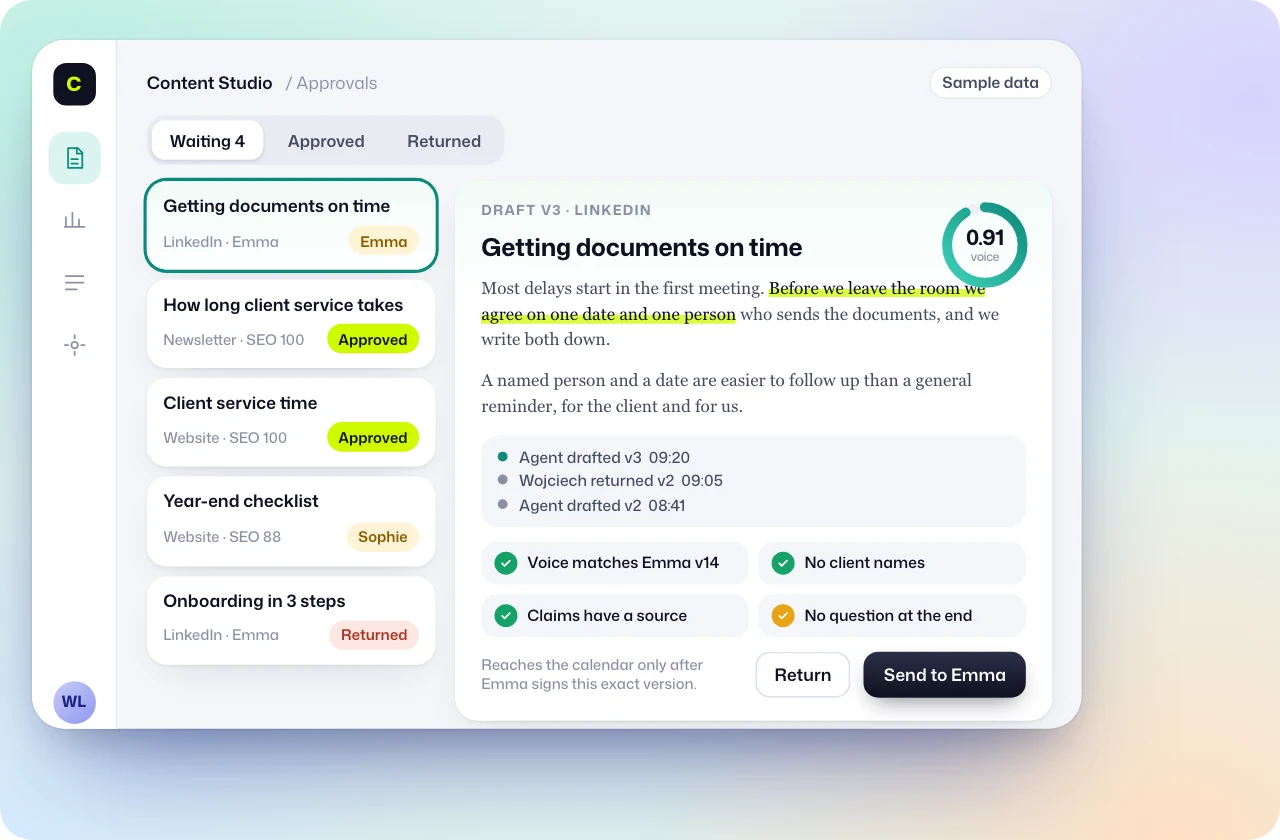 C
Content Studio / Approvals
Sample data
Waiting 4 Approved Returned
Getting documents on time
LinkedIn · Emma Emma
How long client service takes
Newsletter · SEO 100 Approved
Client service time
Website · SEO 100 Approved
Year-end checklist
Website · SEO 88 Sophie
Onboarding in 3 steps
LinkedIn · Emma Returned
WL
DRAFT V3 · LINKEDIN
Getting documents on time
0.91
voice
Most delays start in the first meeting. Before we leave the room we
agree on one date and one person who sends the documents, and we
write both down.
A named person and a date are easier to follow up than a general
reminder, for the client and for us.
Agent drafted v3 09:20
Wojciech returned v2 09:05
Agent drafted v2 08:41
Voice matches Emma v14
No client names
Claims have a source
No question at the end
Reaches the calendar only after
Emma signs this exact version.
Return
Send to Emma